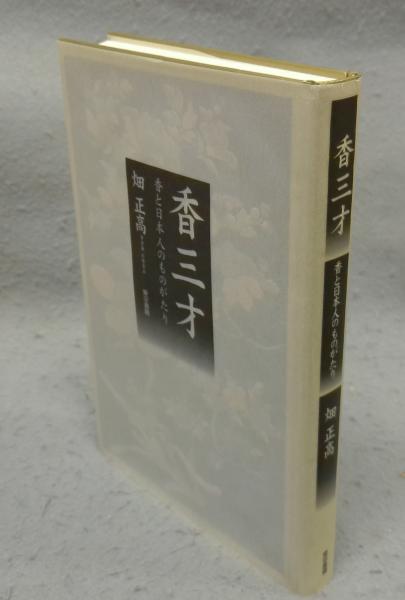 香三才
香と日本人のものがたり
畑 正高
香三才
香と日本人のものがたり
畑 正高